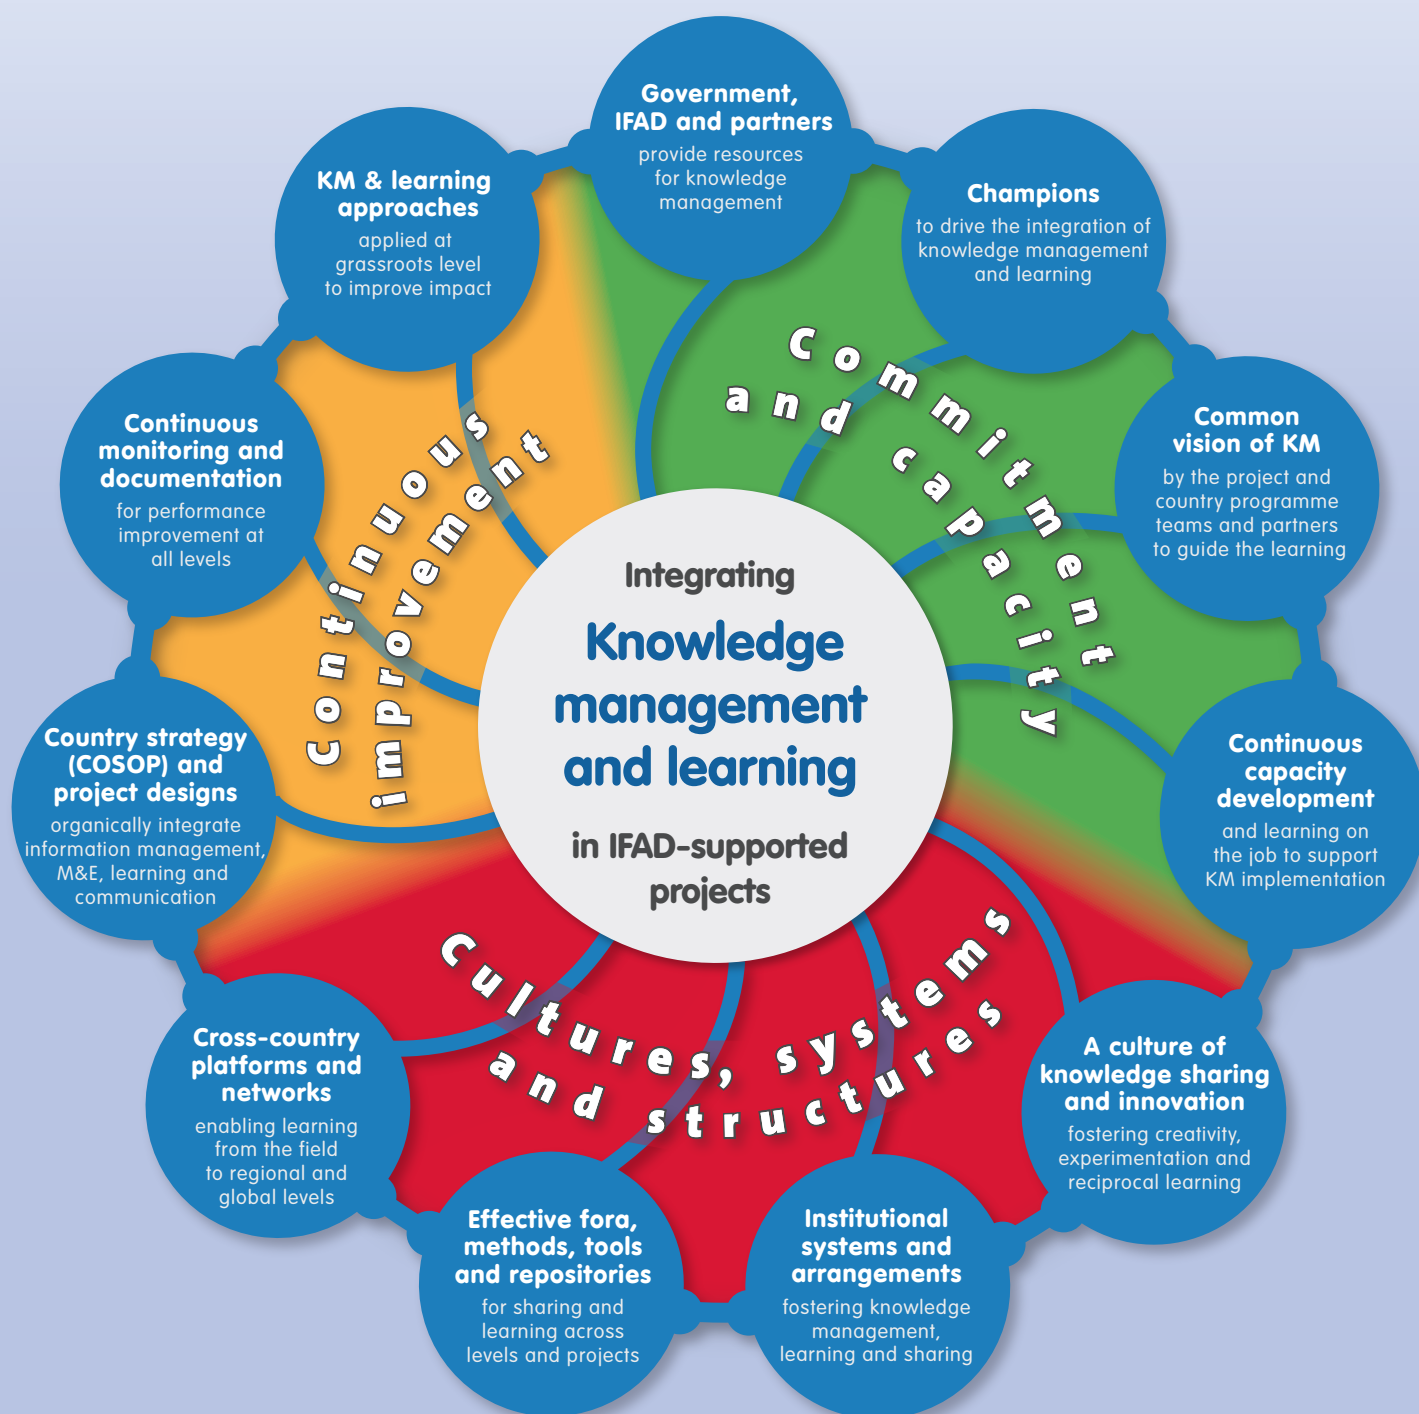 Government,
IFAD and partners
provide resources
for knowledge
management
Champions
to drive the integration of
knowledge management
and learning
Common
vision of KM
by the project and
country programme
teams and partners
to guide the learning
Continuous
capacity
development
and learning on
the job to support
KM implementation
A culture of
knowledge sharing
and innovation
fostering creativity,
experimentation and
reciprocal learning
Institutional
systems and
arrangements
fostering knowledge
management,
learning and sharing
Effective fora,
methods, tools
and repositories
for sharing and
learning across
levels and projects
Cross-country
platforms and
networks
enabling learning
from the field
to regional and
global levels
Country strategy
(COSOP) and
project designs
organically integrate
information management,
M&E, learning and
communication
Continuous
monitoring and
documentation
for performance
improvement at
all levels
KM & learning
approaches
applied at
grassroots level
to improve impact
Commitment
and capacity
Cultures, systems
and structures
Continuous
improvement
Integrating
Knowledge
management
and learning
in IFAD-supported
projects